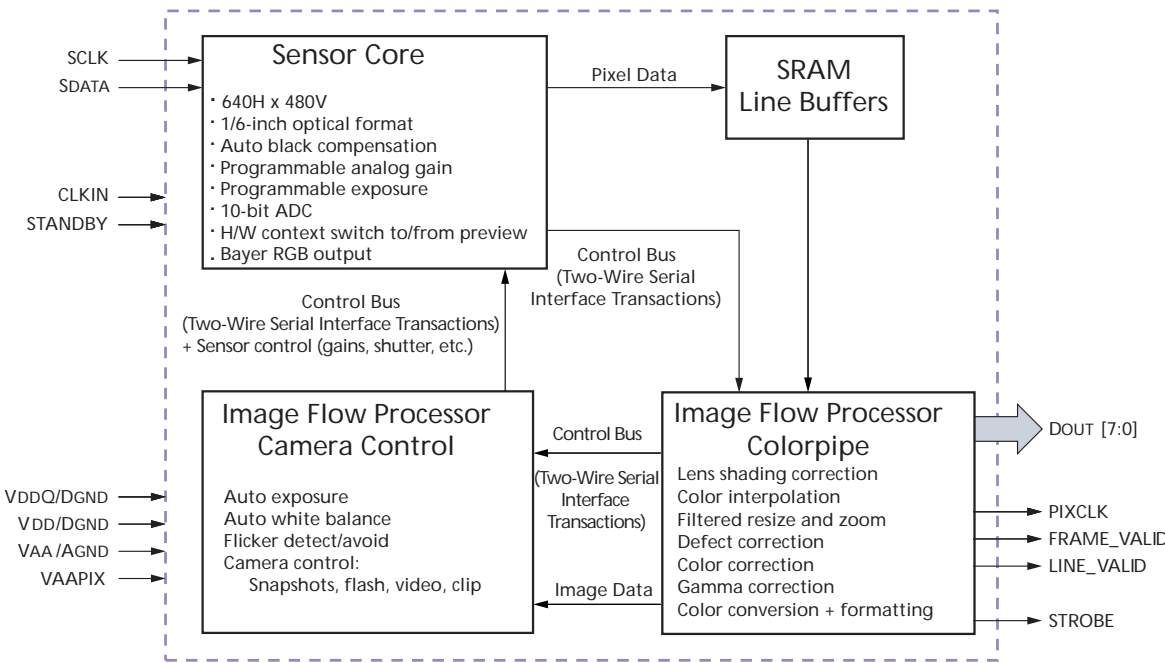 SCLK
SDATA
CLKIN
STANDBY
VDDQ/DGND
VDD/DGND
VAA/AGND
VAAPIX
Sensor Core
· 640H x 480V
· 1/6-inch optical format
· Auto black compensation
· Programmable analog gain
· Programmable exposure
· 10-bit ADC
· H/W context switch to/from preview
. Bayer RGB output
Pixel Data
SRAM
Line Buffers
Control Bus
(Two-Wire Serial
Interface Transactions)
Control Bus
(Two-Wire Serial Interface Transactions)
+ Sensor control (gains, shutter, etc.)
Image Flow Processor
Camera Control
Auto exposure
Auto white balance
Flicker detect/avoid
Camera control:
Snapshots, flash, video, clip
Control Bus
(Two-Wire Serial
Interface
Transactions)
Image Data
Image Flow Processor
Colorpipe
Lens shading correction
Color interpolation
Filtered resize and zoom
Defect correction
Color correction
Gamma correction
Color conversion + formatting
DOUT [7:0]
PIXCLK
FRAME_VALID
LINE_VALID
STROBE